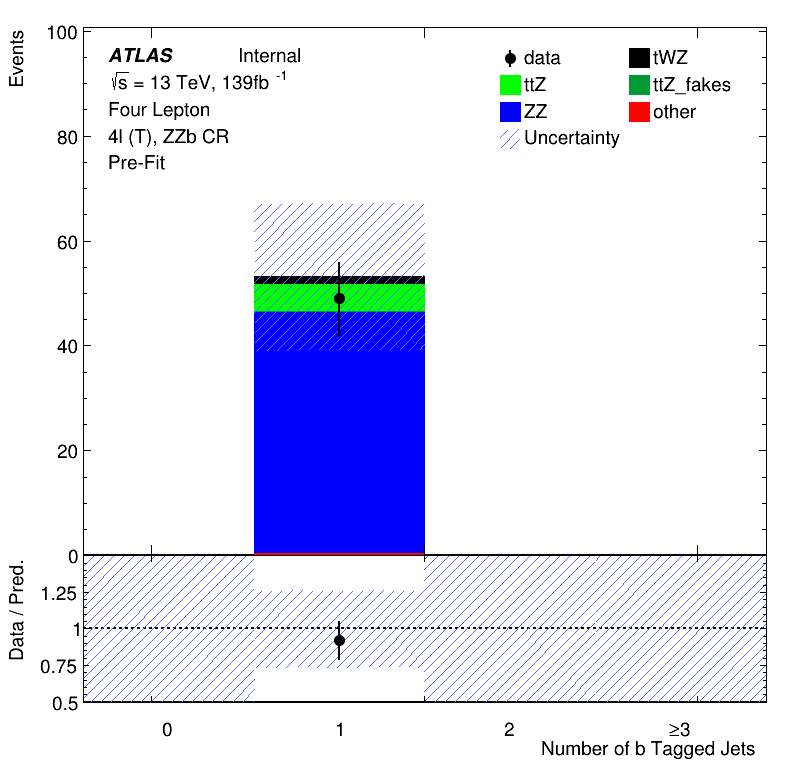 100
80
60
40
20
0
Events
ATLAS Internal
√s = 13 TeV, 139fb -1
Four Lepton
4l (T), ZZb CR
Pre-Fit
data
ttZ
ZZ
Uncertainty
tWZ
ttZ_fakes
other
1.25
1
0.75
0.5
Data / Pred.
0 1 2 ≥3
Number of b Tagged Jets